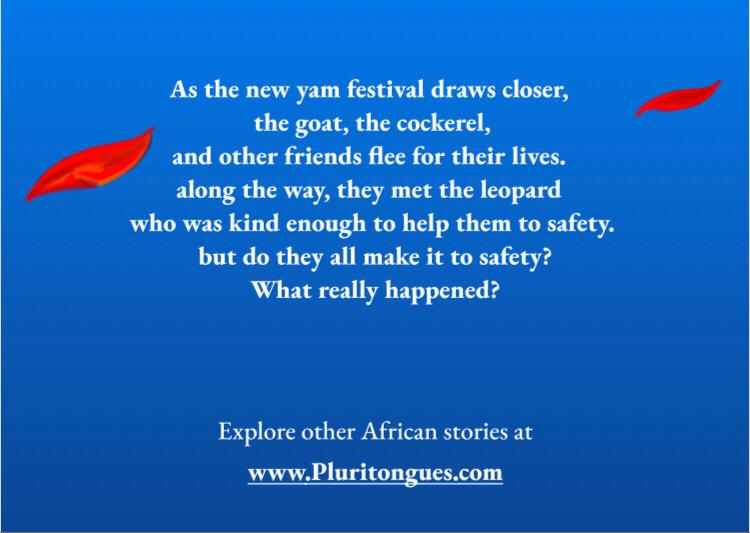 As the new yam festival draws closer,
the goat, the cockerel,
and other friends flee for their lives.
along the way, they met the leopard
who was kind enough to help them to safety.
but do they all make it to safety?
What really happened?
Explore other African stories at
www.Pluritongues.com